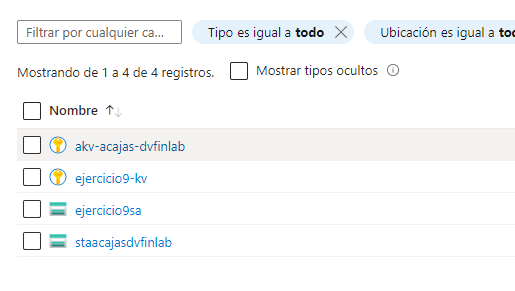 Filtrar por cualquier ca... Tipo es igual a todo Ubicación es igual a
Mostrando de 1 a 4 de 4 registros. Mostrar tipos ocultos
Nombre
akv-acajas-dvfinlab
ejercicio9-kv
ejercicio9sa
staacajasdvfinlab